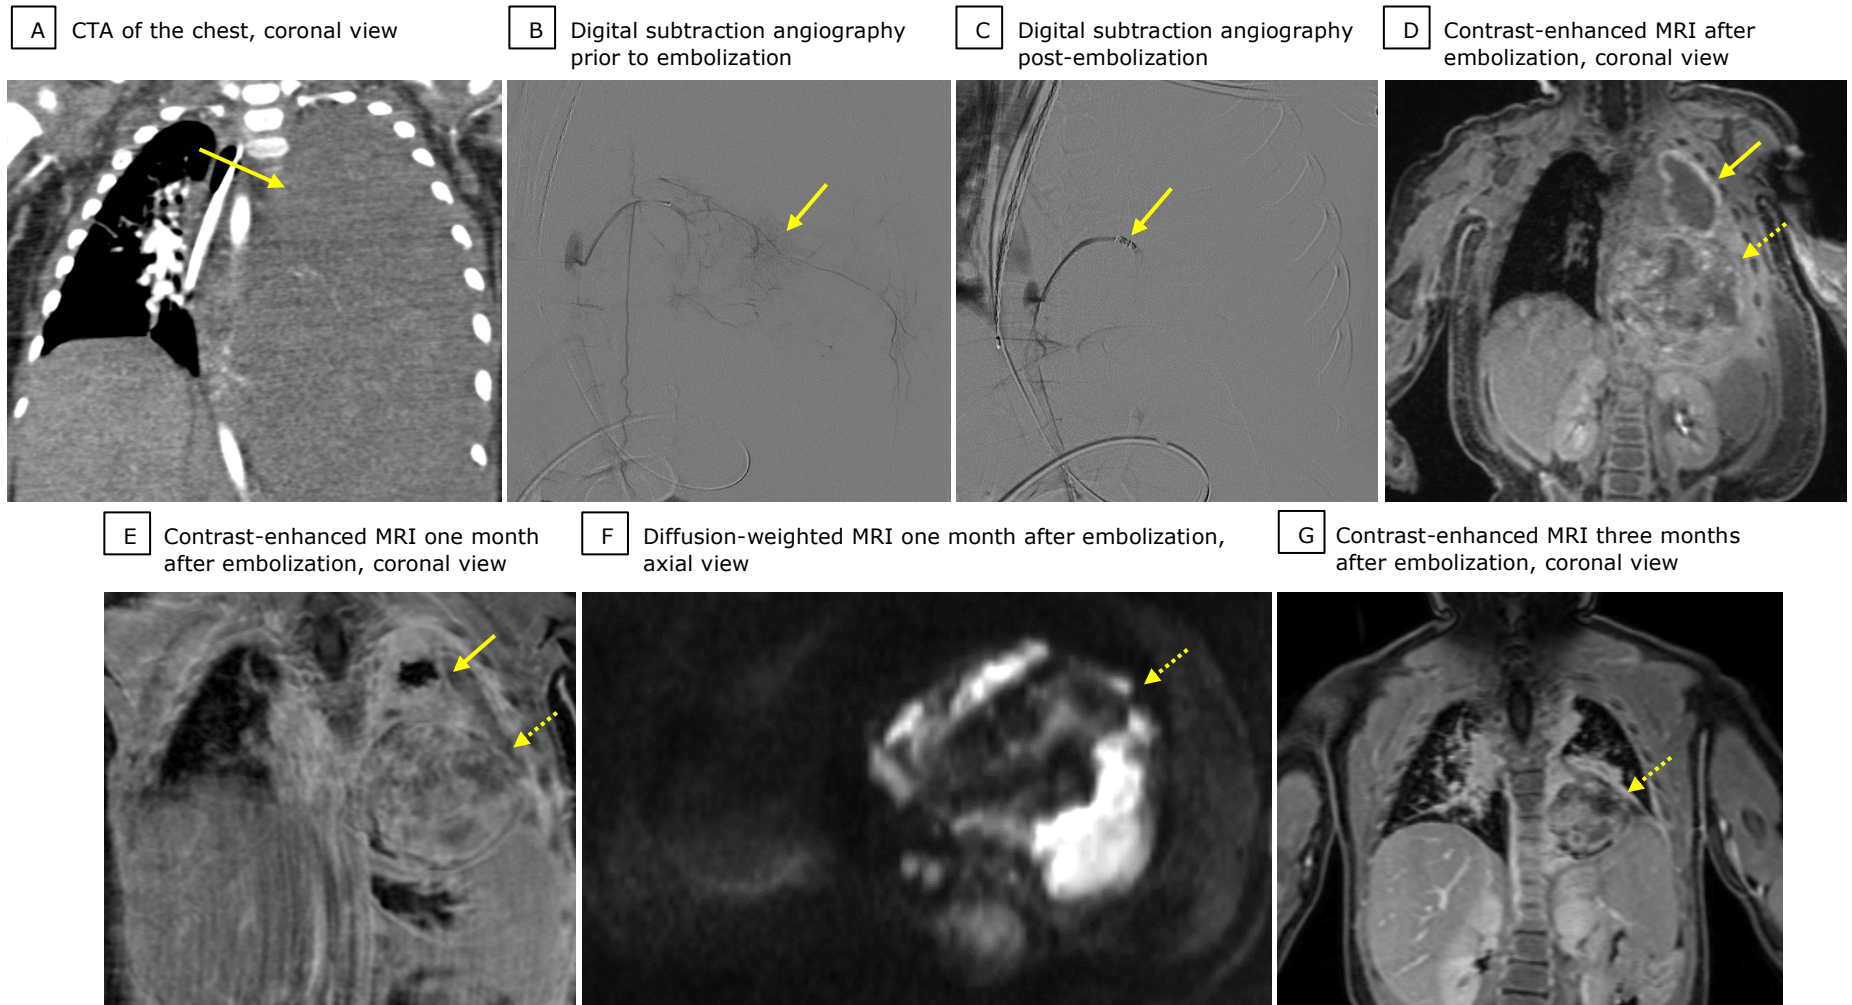 A CTA of the chest, coronal view
B Digital subtraction angiography
prior to embolization
C Digital subtraction angiography
post-embolization
D Contrast-enhanced MRI after
embolization, coronal view
E Contrast-enhanced MRI one month
after embolization, coronal view
F Diffusion-weighted MRI one month after embolization,
axial view
G Contrast-enhanced MRI three months
after embolization, coronal view